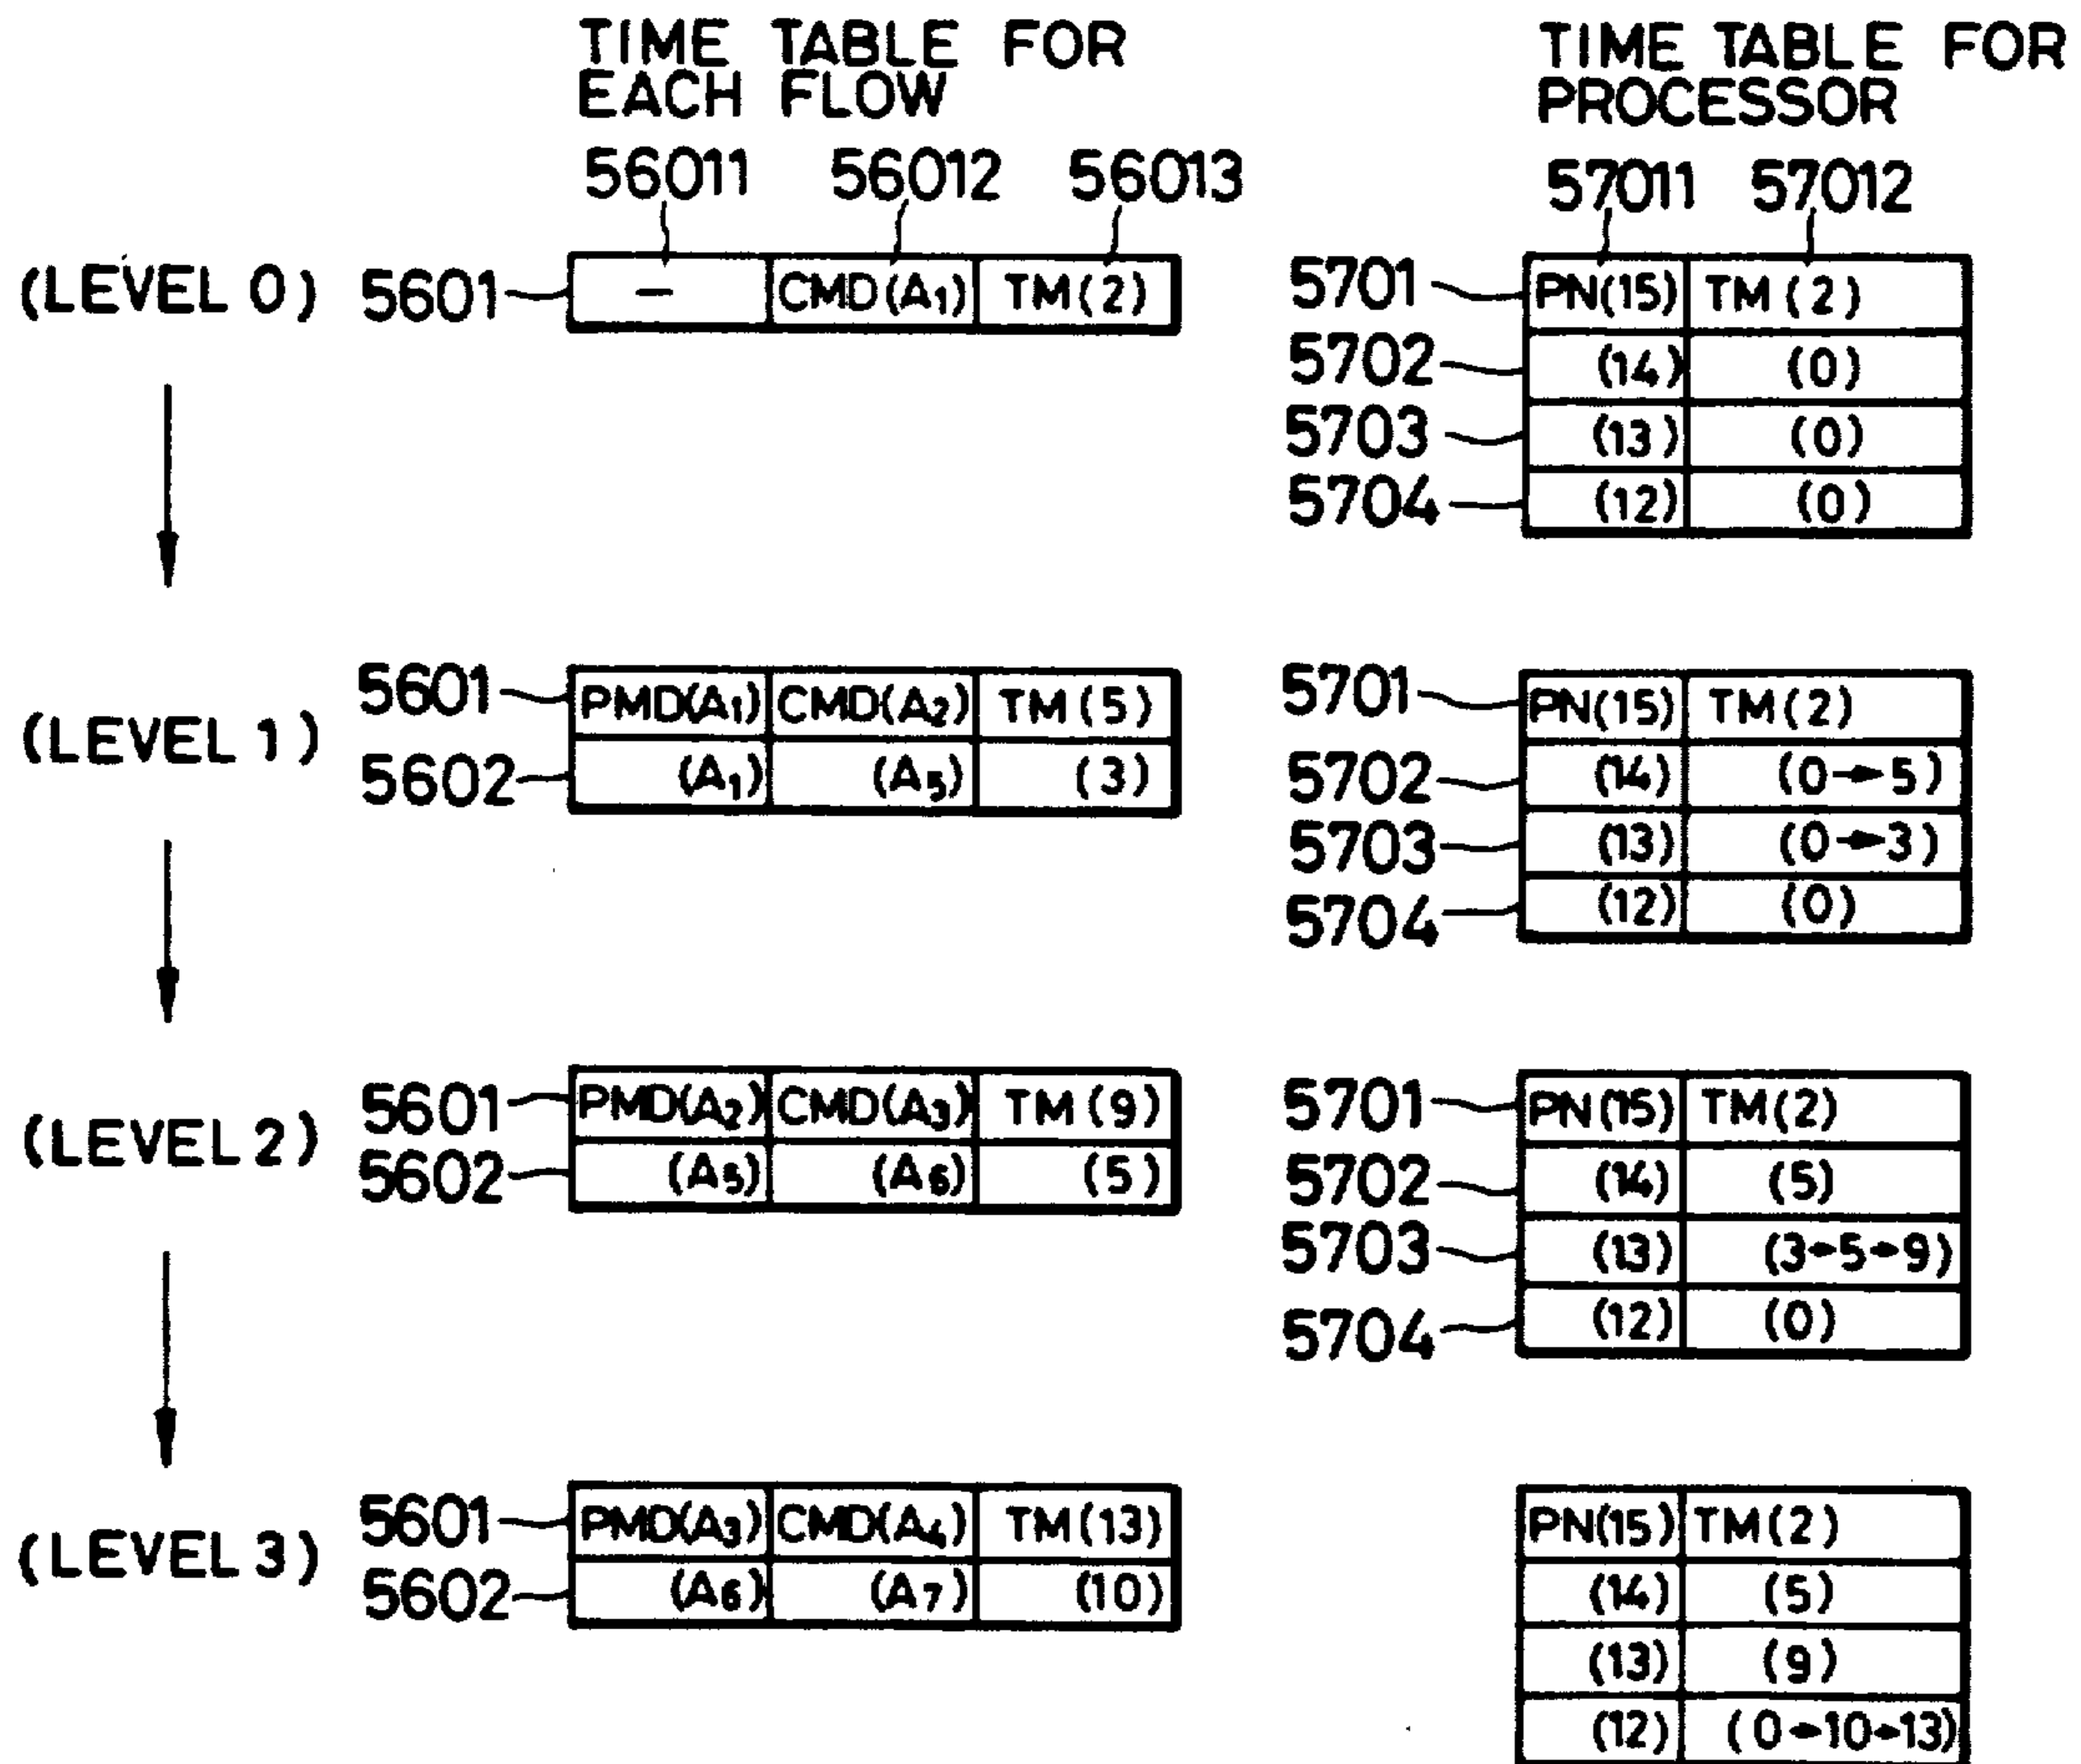 TIME TABLE FOR
EACH FLOW
56011 56012 56013
TIME TABLE FOR
PROCESSOR
57011 57012
(LEVEL 0) 5601 — CMD(A1) TM(2)
5701 PN(15) TM(2)
5702 (14) (0)
5703 (13) (0)
5704 (12) (0)
(LEVEL 1)
5601 PMD(A1) CMD(A2) TM(5)
5602 (A1) (A5) (3)
5701 PN(15) TM(2)
5702 (14) (0→5)
5703 (13) (0→3)
5704 (12) (0)
(LEVEL 2)
5601 PMD(A2) CMD(A3) TM(9)
5602 (A5) (A6) (5)
5701 PN(15) TM(2)
5702 (14) (5)
5703 (13) (3→5→9)
5704 (12) (0)
(LEVEL 3)
5601 PMD(A3) CMD(A4) TM(13)
5602 (A6) (A7) (10)
PN(15) TM(2)
(14) (5)
(13) (9)
(12) (0→10→13)